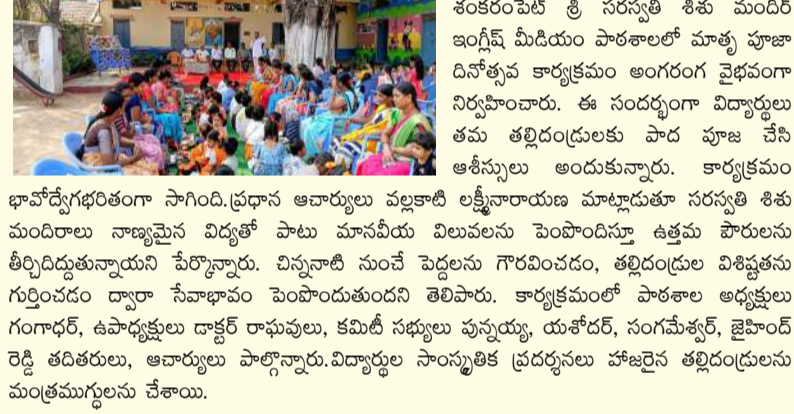 శంకరంపేట్ శ్రీ సరస్వతి శిశు మందిర్
ఇంగ్లీష్ మీడియం పాఠశాలలో మాతృ పూజా
దినోత్సవ కార్యక్రమం అంగరంగ వైభవంగా
నిర్వహించారు. ఈ సందర్భంగా విద్యార్థులు
తమ తల్లిదండ్రులకు పాద పూజ చేసి
ఆశీస్సులు అందుకున్నారు. కార్యక్రమం
భావోద్వేగభరితంగా సాగింది.ప్రధాన ఆచార్యులు వల్లకాటి లక్ష్మీనారాయణ మాట్లాడుతూ సరస్వతి శిశు
మందిరాలు నాణ్యమైన విద్యతో పాటు మానవీయ విలువలను పెంపొందిస్తూ ఉత్తమ పౌరులను
తీర్చిదిద్దుతున్నాయని పేర్కొన్నారు. చిన్ననాటి నుంచే పెద్దలను గౌరవించడం, తల్లిదండ్రుల విశిష్టతను
గుర్తించడం ద్వారా సేవాభావం పెంపొందుతుందని తెలిపారు. కార్యక్రమంలో పాఠశాల అధ్యక్షులు
గంగాధర్, ఉపాధ్యక్షులు డాక్టర్ రాఘవులు, కమిటీ సభ్యులు పున్నయ్య, యశోదర్, సంగమేశ్వర్, జైహింద్
రెడ్డి తదితరులు, ఆచార్యులు పాల్గొన్నారు.విద్యార్థుల సాంస్కృతిక ప్రదర్శనలు హాజరైన తల్లిదండ్రులను
మంత్రముగ్ధులను చేశాయి.